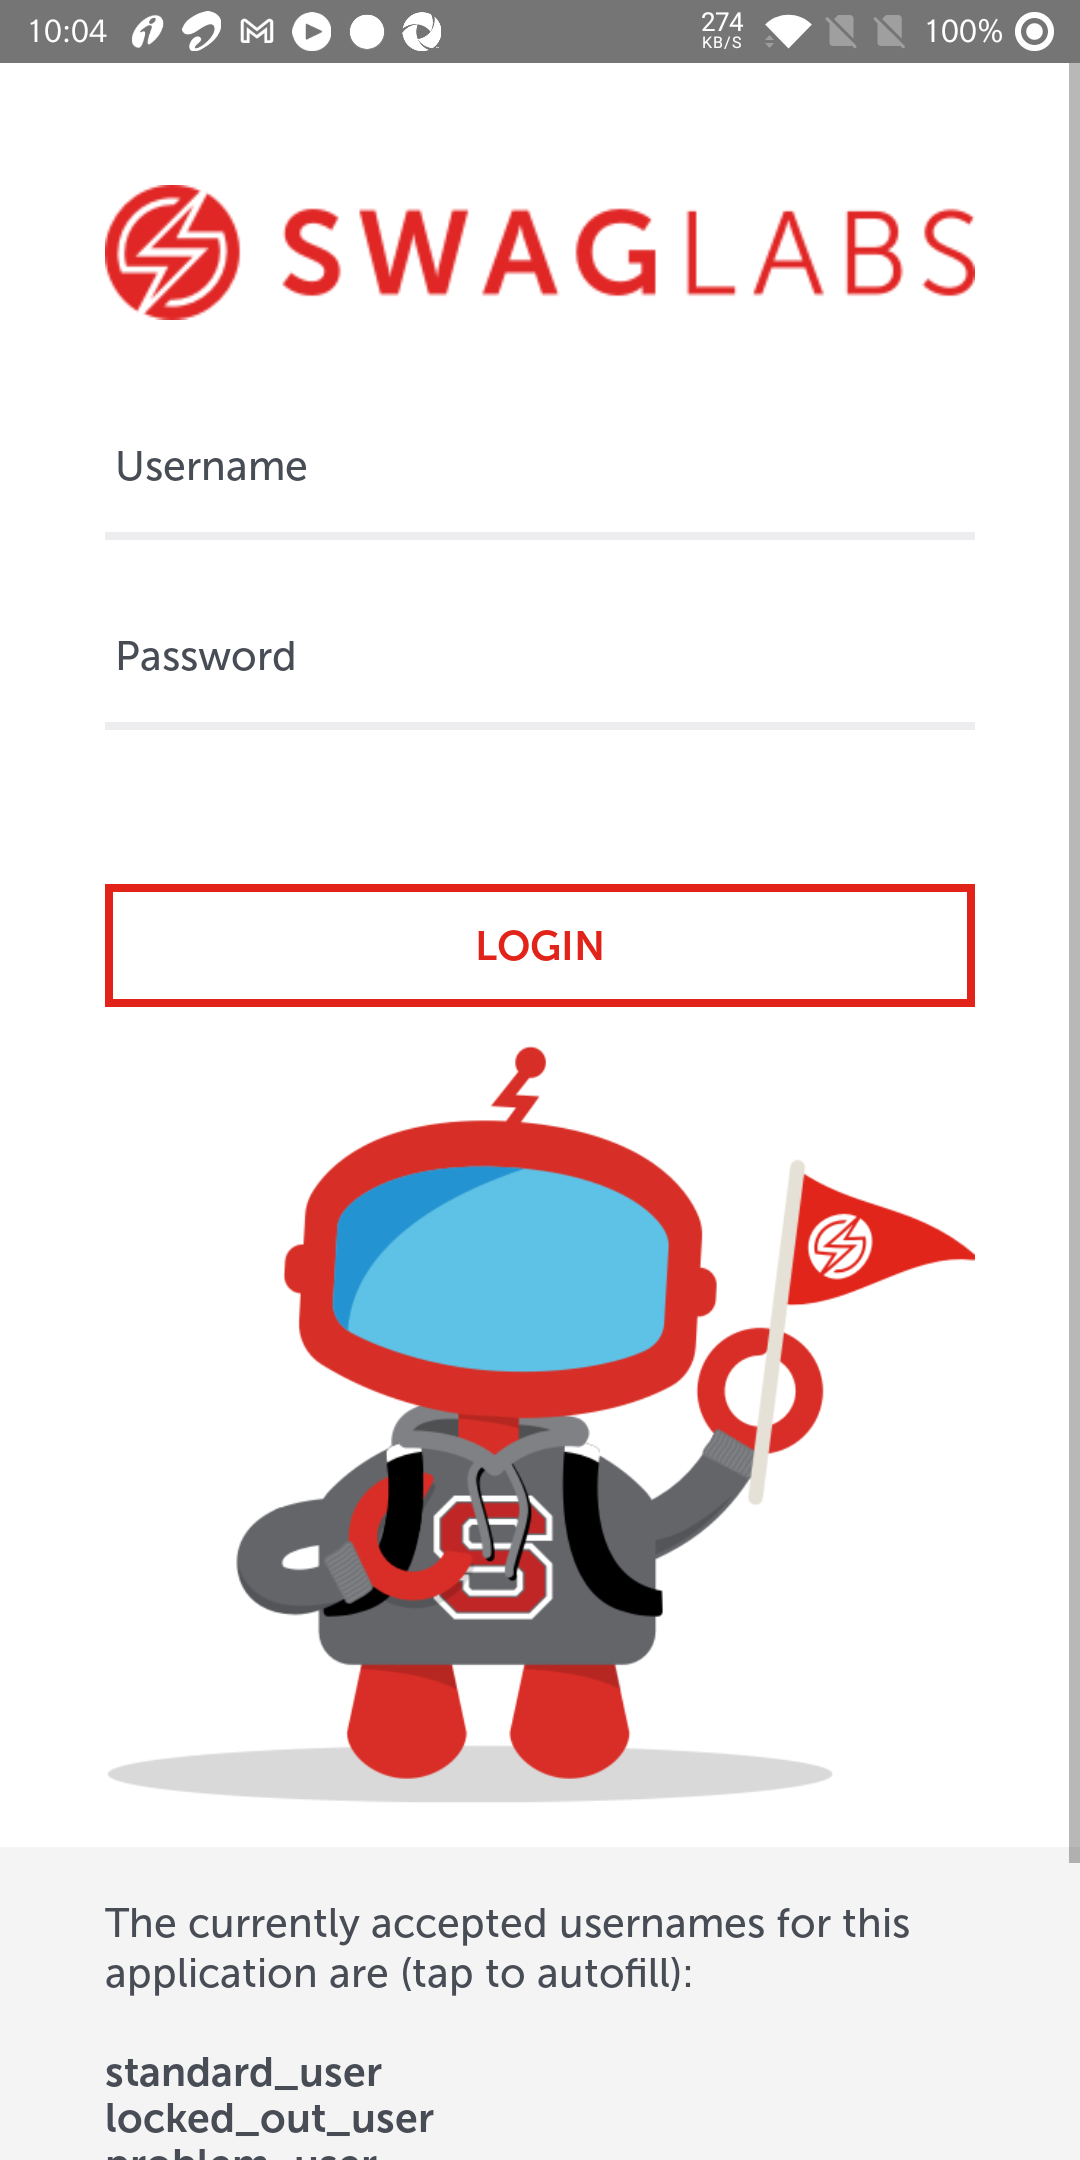 10:04 274 KB/S 100%
SWAGLABS
Username
Password
LOGIN
S
The currently accepted usernames for this
application are (tap to autofill):
standard_user
locked_out_user
problem_user